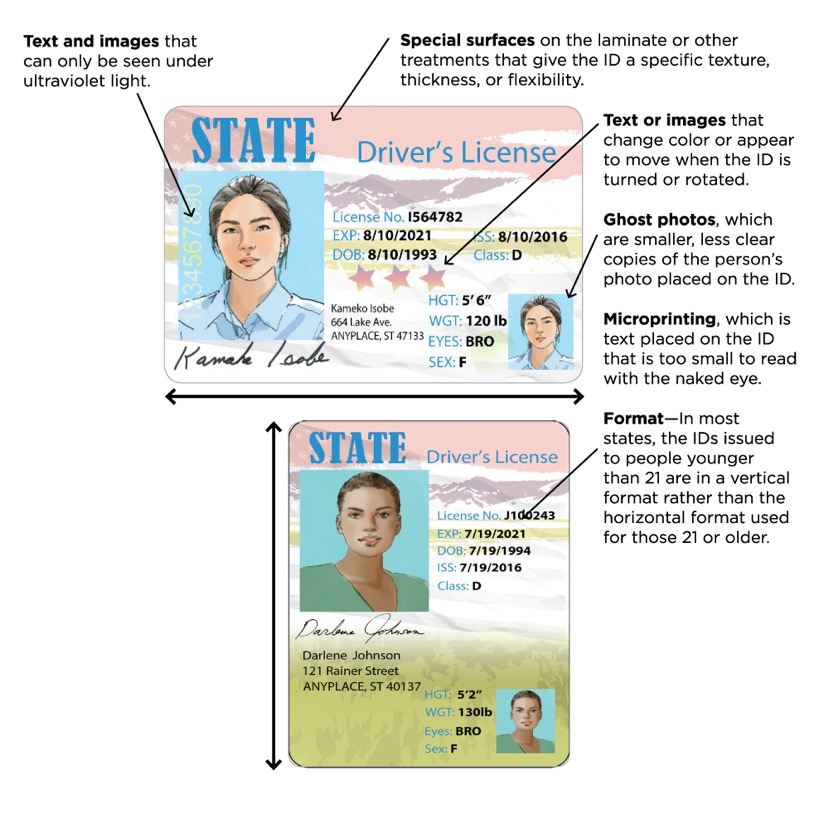 Text and images that
can only be seen under
ultraviolet light.
Special surfaces on the laminate or other
treatments that give the ID a specific texture,
thickness, or flexibility.
Text or images that
change color or appear
to move when the ID is
turned or rotated.
Ghost photos, which
are smaller, less clear
copies of the person's
photo placed on the ID.
Microprinting, which is
text placed on the ID
that is too small to read
with the naked eye.
Format—In most
states, the IDs issued
to people younger
than 21 are in a vertical
format rather than the
horizontal format used
for those 21 or older.
STATE Driver's License
1234567890
License No. I564782
EXP: 8/10/2021 ISS: 8/10/2016
DOB: 8/10/1993 Class: D
Kameko Isobe
664 Lake Ave.
ANYPLACE, ST 47133
HGT: 5' 6"
WGT: 120 lb
EYES: BRO
SEX: F
Kameko Isobe
STATE Driver's License
License No. J100243
EXP: 7/19/2021
DOB: 7/19/1994
ISS: 7/19/2016
Class: D
Darlene Johnson
Darlene Johnson
121 Rainer Street
ANYPLACE, ST 40137
HGT: 5'2"
WGT: 130lb
Eyes: BRO
Sex: F